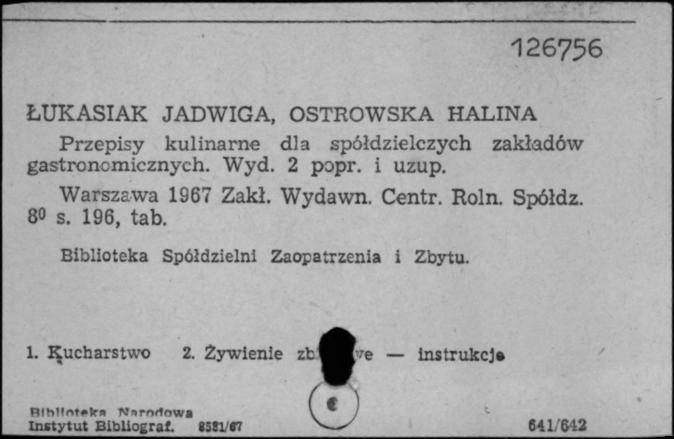 126756
ŁUKASIAK JADWIGA, OSTROWSKA HALINA
Przepisy kulinarne dla spółdzielczych zakładów
gastronomicznych. Wyd. 2 popr. i uzup.
Warszawa 1967 Zakł. Wydawn. Centr. Roln. Spółdz.
8⁰ s. 196, tab.
Biblioteka Spółdzielni Zaopatrzenia i Zbytu.
1. Kucharstwo 2. Żywienie — instrukcje
Biblioteka Narodowa
Instytut Bibliograf. 8581/67
641/642